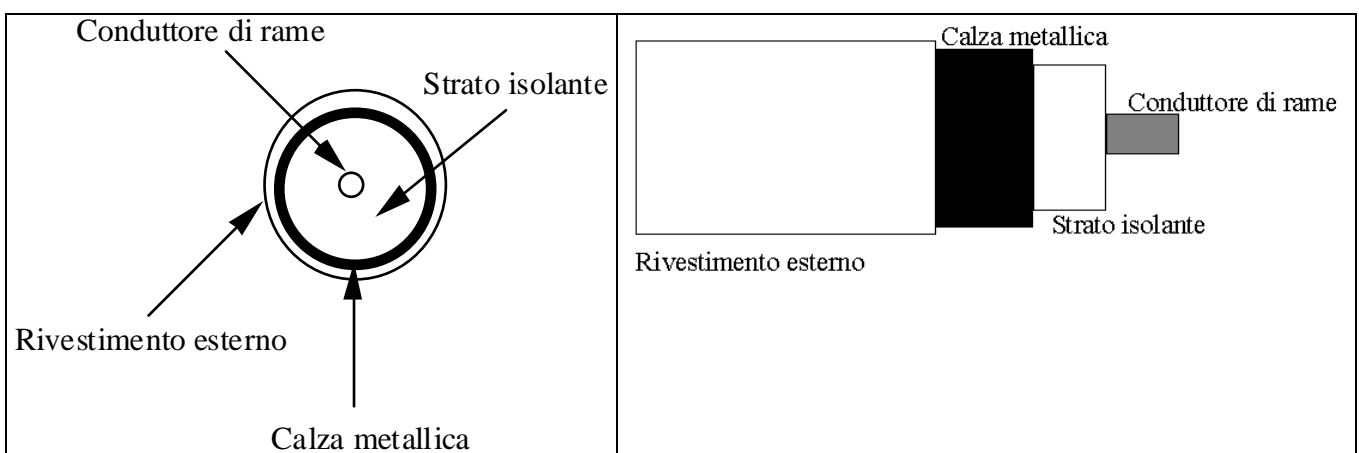 Conduttore di rame
Strato isolante
Rivestimento esterno
Calza metallica
Calza metallica
Conduttore di rame
Strato isolante
Rivestimento esterno